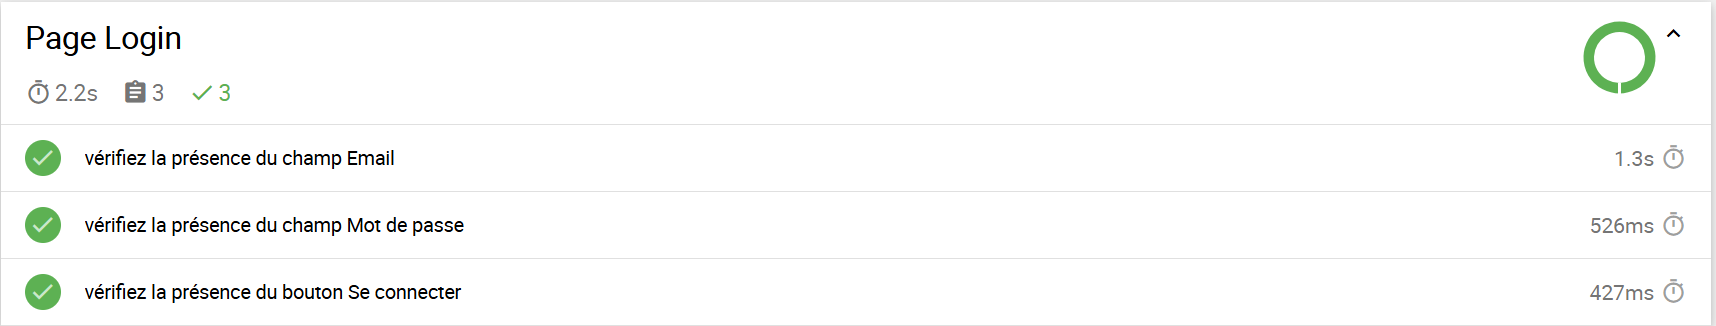 Page Login
2.2s 3 3
vérifiez la présence du champ Email 1.3s
vérifiez la présence du champ Mot de passe 526ms
vérifiez la présence du bouton Se connecter 427ms